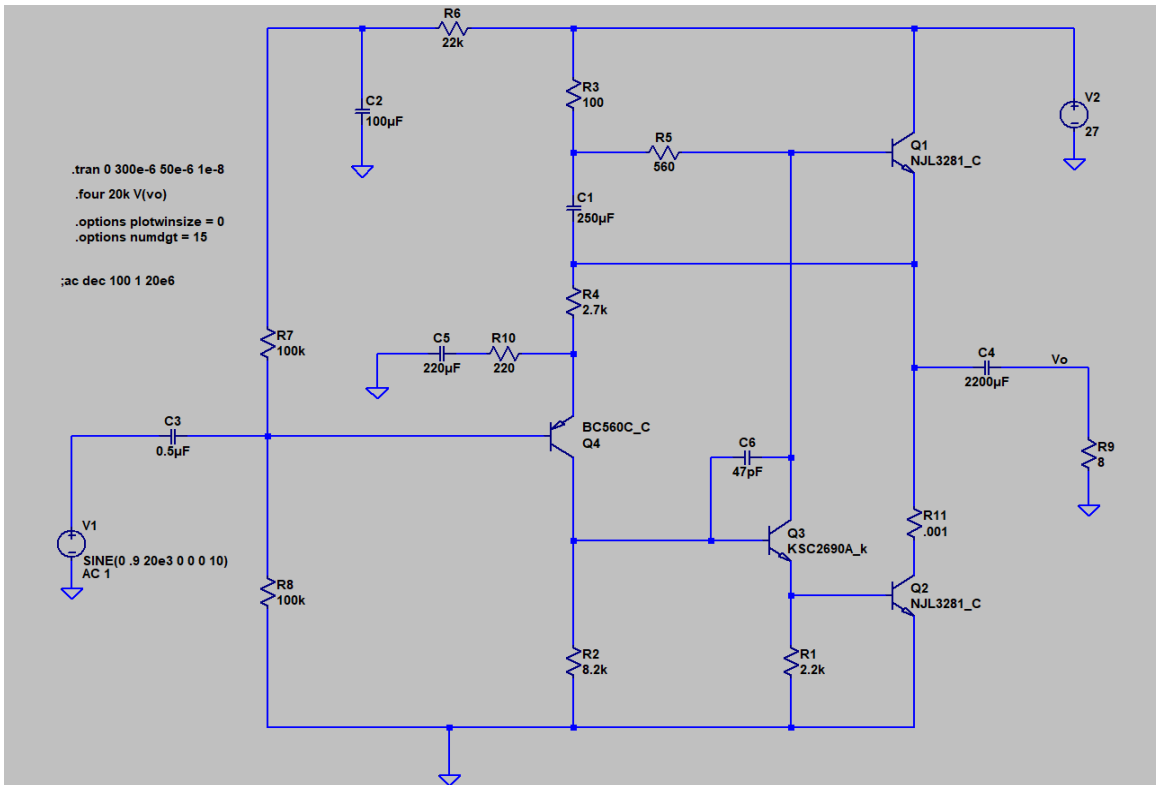 R6
22k
R3
100
C2
100µF
V2
+
−
27
R5
560
Q1
NJL3281_C
.tran 0 300e-6 50e-6 1e-8
.four 20k V(vo)
.options plotwinsize = 0
.options numdgt = 15
;ac dec 100 1 20e6
C1
250µF
R4
2.7k
R7
100k
C5
220µF
R10
220
C4
2200µF
Vo
C3
0.5µF
BC560C_C
Q4
C6
47pF
R9
8
V1
+
−
SINE(0 .9 20e3 0 0 0 10)
AC 1
Q3
KSC2690A_k
R11
.001
R8
100k
Q2
NJL3281_C
R2
8.2k
R1
2.2k